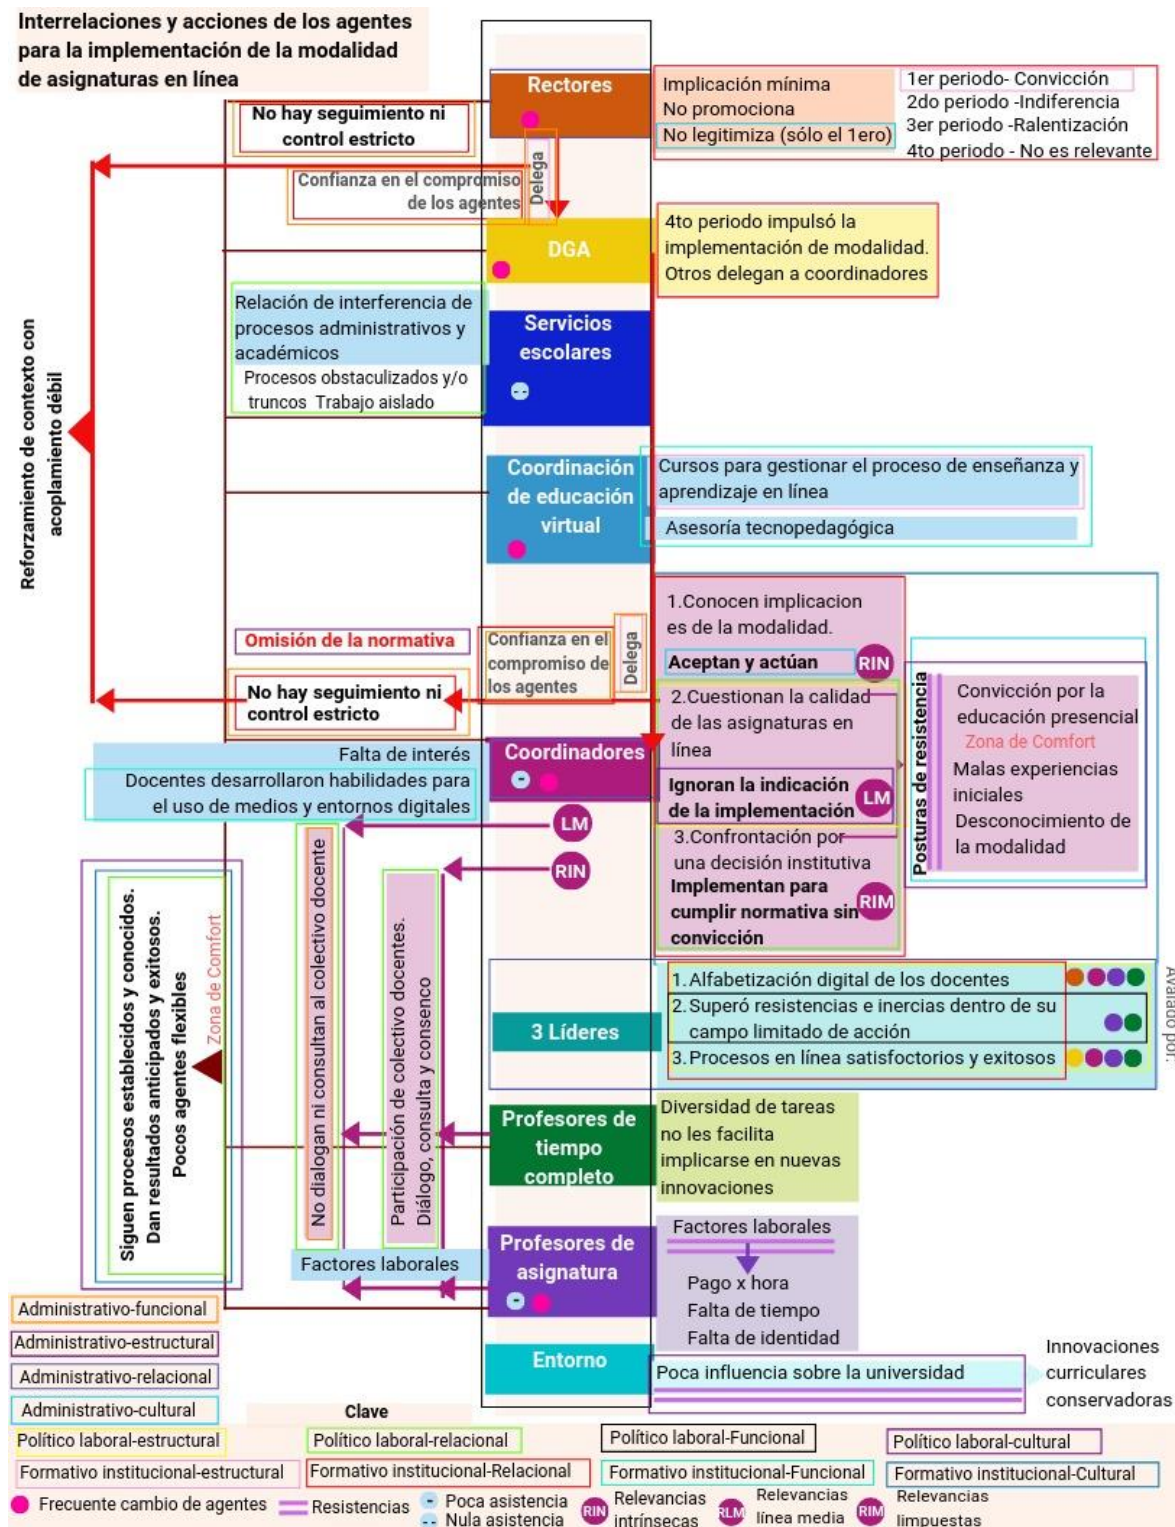 Interrelaciones y acciones de los agentes
para la implementación de la modalidad
de asignaturas en línea
Rectores
Implicación mínima
No promociona
No legitimiza (sólo el 1ero)
1er periodo- Convicción
2do periodo -Indiferencia
3er periodo -Ralentización
4to periodo - No es relevante
No hay seguimiento ni
control estricto
Confianza en el compromiso
de los agentes
Delega
DGA
4to periodo impulsó la
implementación de modalidad.
Otros delegan a coordinadores
Relación de interferencia de
procesos administrativos y
académicos
Procesos obstaculizados y/o
truncos Trabajo aislado
Servicios
escolares
--
Reforzamiento de contexto con
acoplamiento débil
Coordinación
de educación
virtual
Cursos para gestionar el proceso de enseñanza y
aprendizaje en línea
Asesoría tecnopedagógica
Omisión de la normativa
Confianza en el
compromiso de
los agentes
Delega
No hay seguimiento ni
control estricto
1.Conocen implicacion
es de la modalidad.
Aceptan y actúan
RIN
2.Cuestionan la calidad
de las asignaturas en
línea
Ignoran la indicación
de la implementación
LM
3.Confrontación por
una decisión institutiva
Implementan para
cumplir normativa sin
convicción
RIM
Posturas de resistencia
Convicción por la
educación presencial
Zona de Comfort
Malas experiencias
iniciales
Desconocimiento de
la modalidad
Coordinadores
-
Falta de interés
Docentes desarrollaron habilidades para
el uso de medios y entornos digitales
LM
RIN
No dialogan ni consultan al colectivo docente
Participación de colectivo docentes.
Diálogo, consulta y consenco
Siguen procesos establecidos y conocidos.
Dan resultados anticipados y exitosos.
Pocos agentes flexibles
Zona de Comfort
3 Líderes
1.Alfabetización digital de los docentes
2.Superó resistencias e inercias dentro de su
campo limitado de acción
3.Procesos en línea satisfoctorios y exitosos
Avalado por:
Profesores de
tiempo
completo
Diversidad de tareas
no les facilita
implicarse en nuevas
innovaciones
Factores laborales
Profesores de
asignatura
-
Factores laborales
Pago x hora
Falta de tiempo
Falta de identidad
Entorno
Poca influencia sobre la universidad
Innovaciones
curriculares
conservadoras
Administrativo-funcional
Administrativo-estructural
Administrativo-relacional
Administrativo-cultural
Clave
Político laboral-estructural
Político laboral-relacional
Político laboral-Funcional
Político laboral-cultural
Formativo institucional-estructural
Formativo institucional-Relacional
Formativo institucional-Funcional
Formativo institucional-Cultural
Frecuente cambio de agentes
Resistencias
- Poca asistencia
-- Nula asistencia
RIN Relevancias
intrínsecas
RLM Relevancias
línea media
RIM Relevancias
Iimpuestas